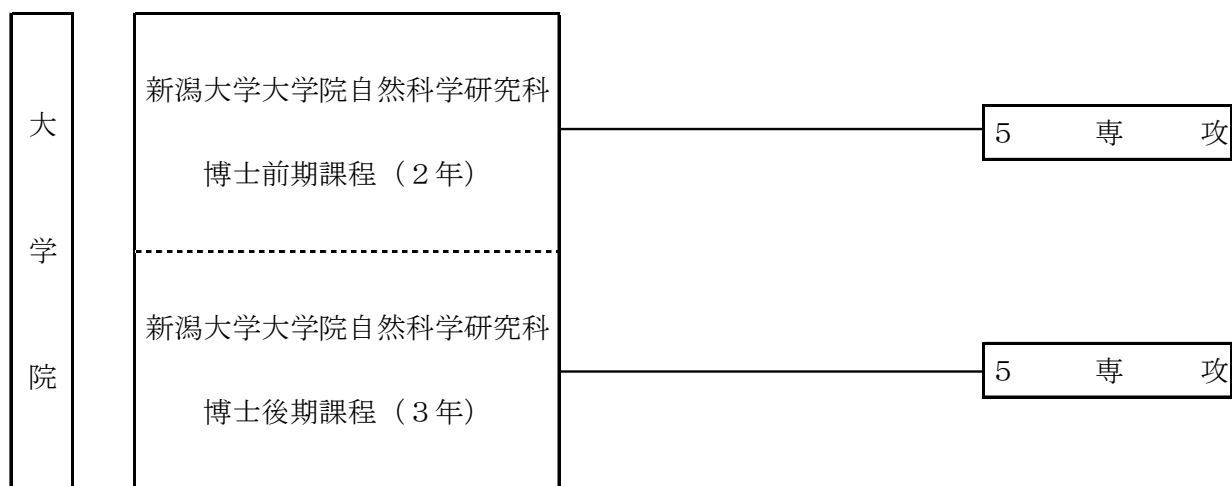 大学院
新潟大学大学院自然科学研究科
博士前期課程（２年）
５専攻
新潟大学大学院自然科学研究科
博士後期課程（３年）
５専攻